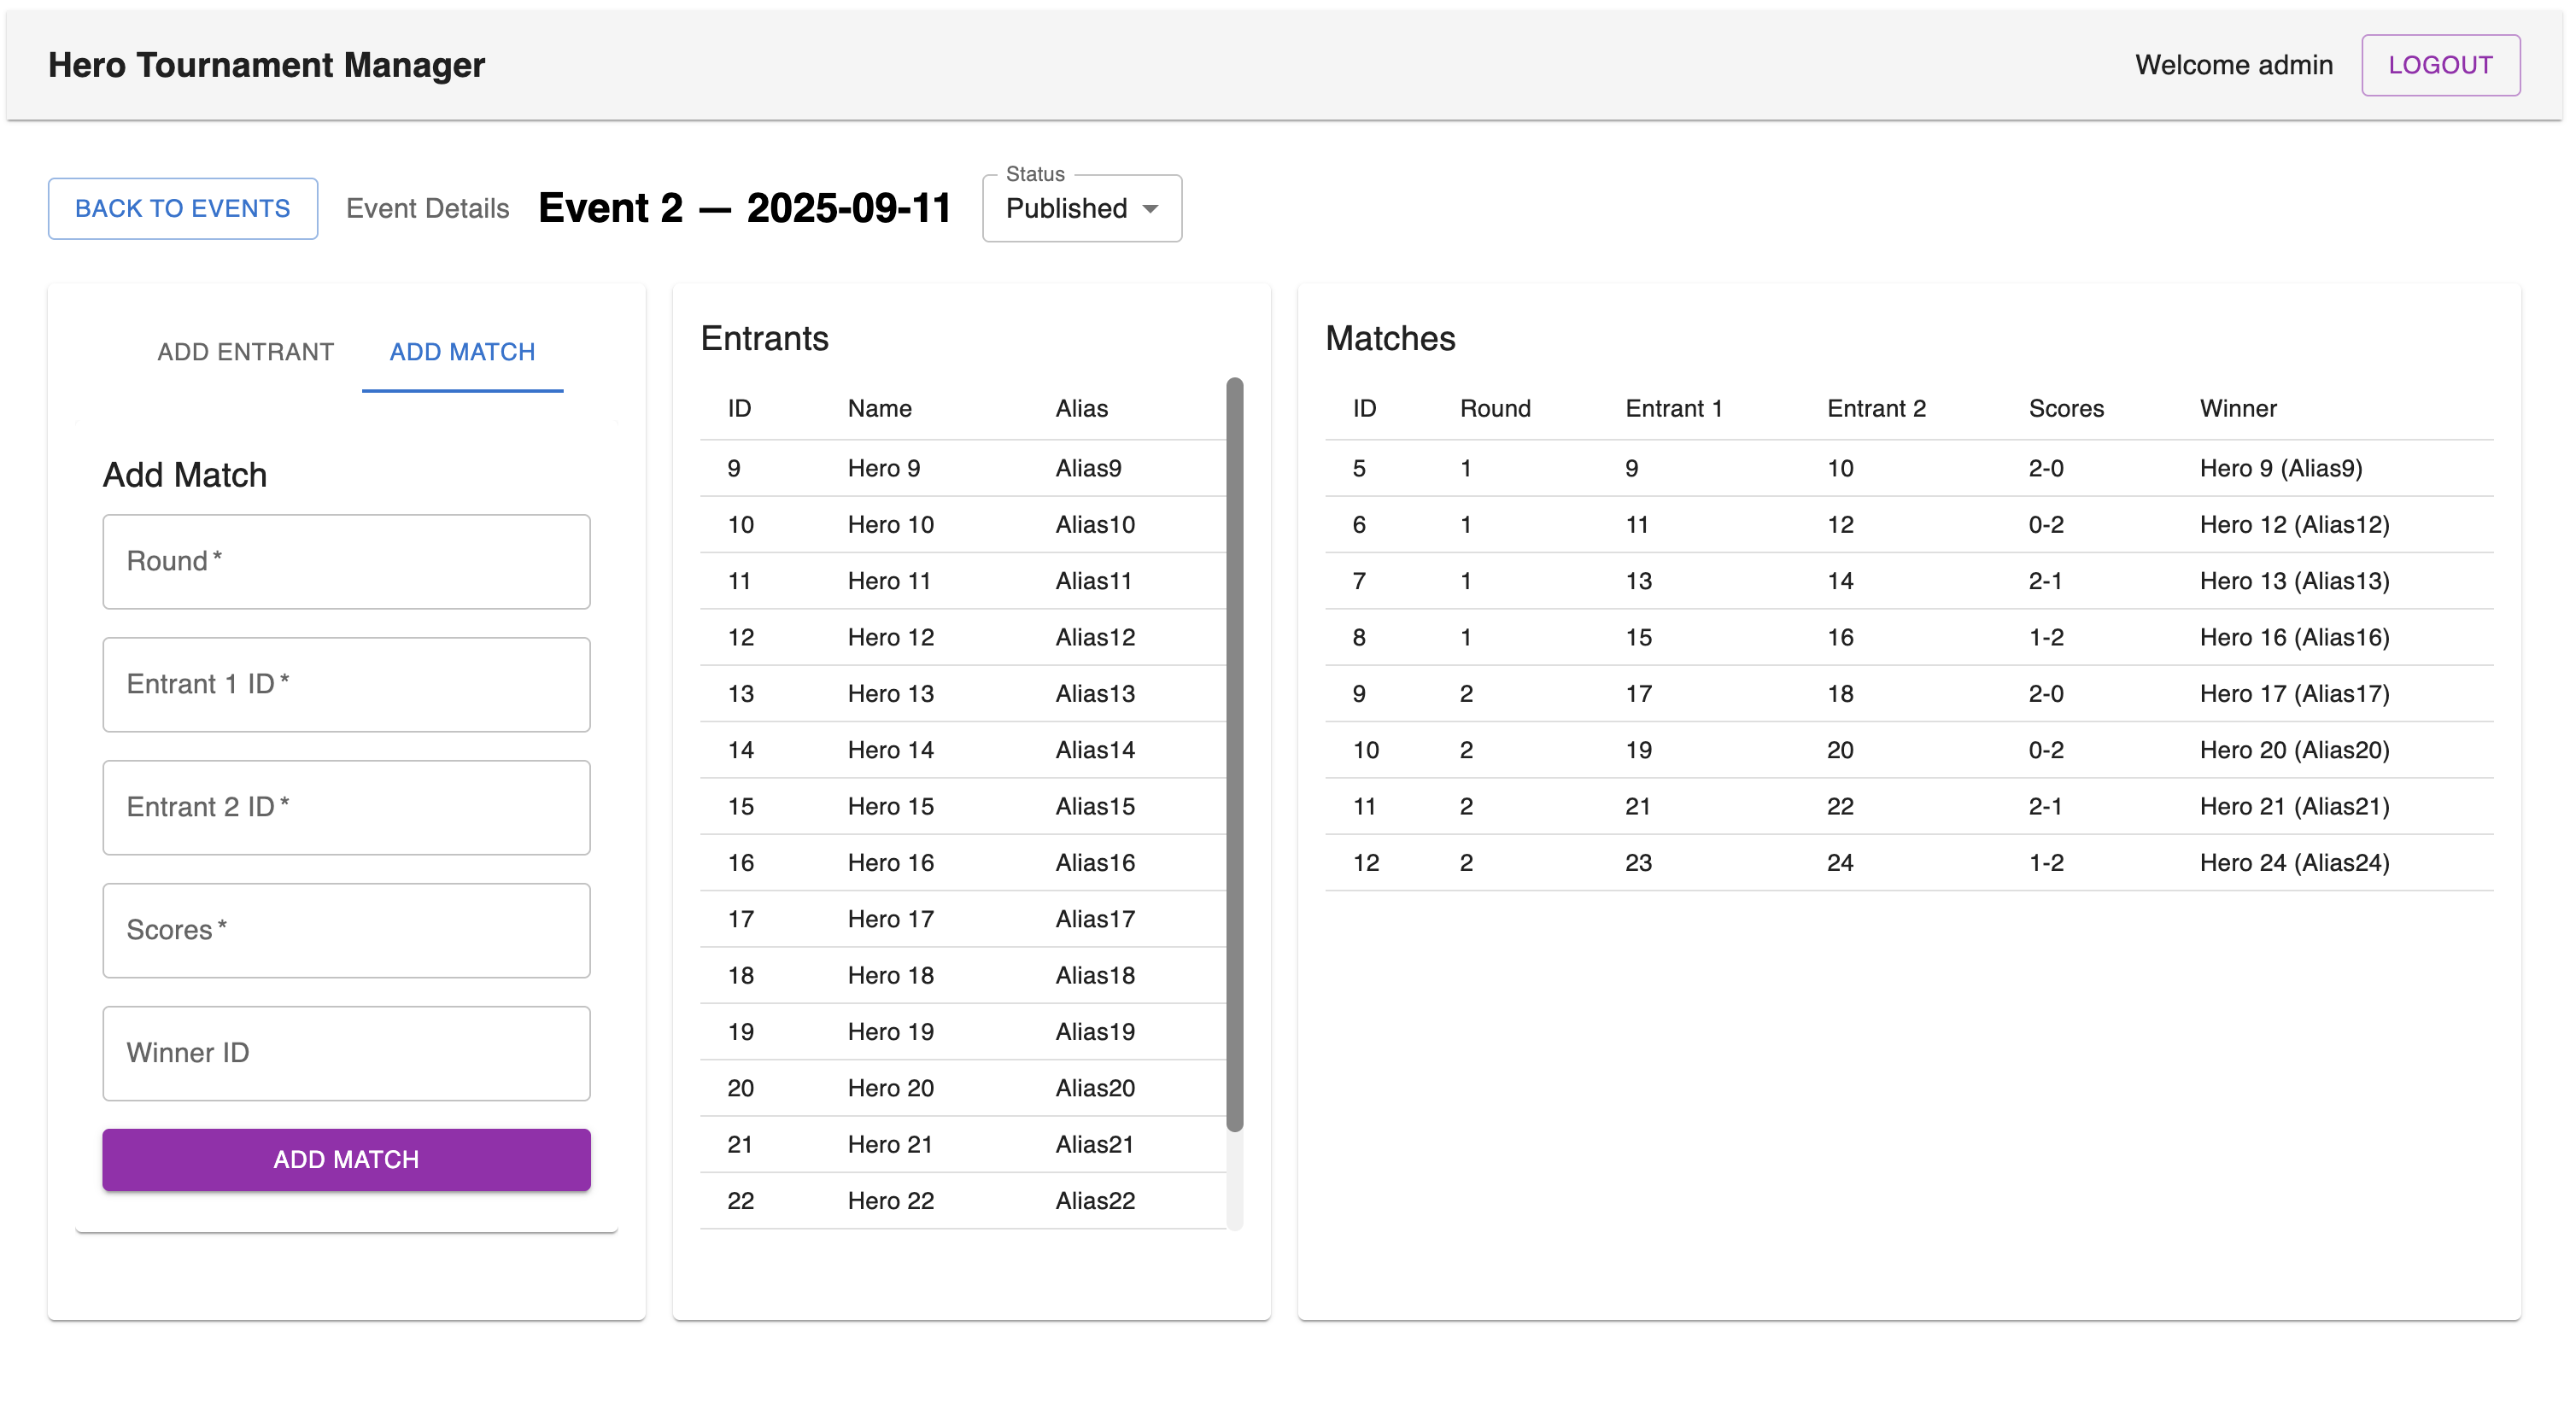 Hero Tournament Manager
Welcome admin
LOGOUT
BACK TO EVENTS
Event Details
Event 2 — 2025-09-11
Status
Published
ADD ENTRANT
ADD MATCH
Add Match
Round *
Entrant 1 ID *
Entrant 2 ID *
Scores *
Winner ID
ADD MATCH
Entrants
ID Name Alias
9 Hero 9 Alias9
10 Hero 10 Alias10
11 Hero 11 Alias11
12 Hero 12 Alias12
13 Hero 13 Alias13
14 Hero 14 Alias14
15 Hero 15 Alias15
16 Hero 16 Alias16
17 Hero 17 Alias17
18 Hero 18 Alias18
19 Hero 19 Alias19
20 Hero 20 Alias20
21 Hero 21 Alias21
22 Hero 22 Alias22
Matches
ID Round Entrant 1 Entrant 2 Scores Winner
5 1 9 10 2-0 Hero 9 (Alias9)
6 1 11 12 0-2 Hero 12 (Alias12)
7 1 13 14 2-1 Hero 13 (Alias13)
8 1 15 16 1-2 Hero 16 (Alias16)
9 2 17 18 2-0 Hero 17 (Alias17)
10 2 19 20 0-2 Hero 20 (Alias20)
11 2 21 22 2-1 Hero 21 (Alias21)
12 2 23 24 1-2 Hero 24 (Alias24)